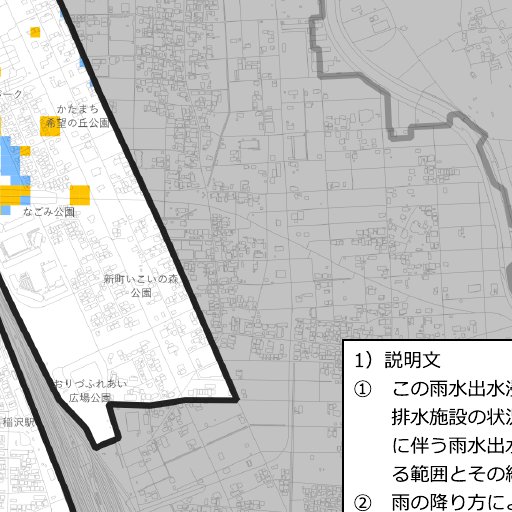 ーク
かたまち
希望の丘公園
なごみ公園
新町いこいの森
公園
おりづふれあい
広場公園
稲沢駅
1）説明文
① この雨水出水浸
排水施設の状況
に伴う雨水出水
る範囲とその
② 雨の降り方によ